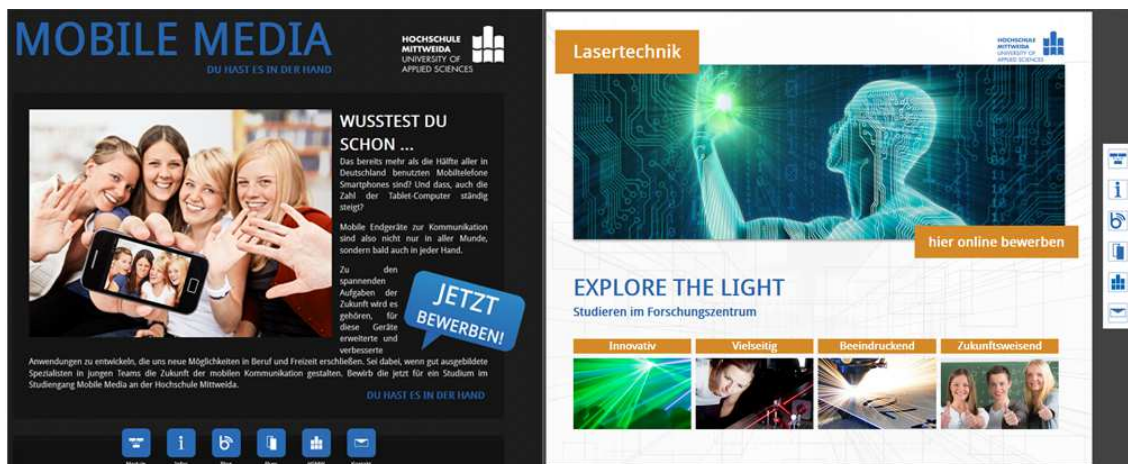 MOBILE MEDIA
DU HAST ES IN DER HAND
HOCHSCHULE
MITTWEIDA
UNIVERSITY OF
APPLIED SCIENCES
WUSSTEST DU
SCHON ...
Das bereits mehr als die Hälfte aller in
Deutschland benutzten Mobiltelefone
Smartphones sind? Und dass, auch die
Zahl der Tablet-Computer ständig
steigt?
Mobile Endgeräte zur Kommunikation
sind also nicht nur in aller Munde,
sondern bald auch in jeder Hand.
Zu den
spannenden
Aufgaben der
Zukunft wird es
gehören, für
diese Geräte
erweiterte und
verbesserte
Anwendungen zu entwickeln, die uns neue Möglichkeiten in Beruf und Freizeit erschließen. Sei dabei, wenn gut ausgebildete
Spezialisten in jungen Teams die Zukunft der mobilen Kommunikation gestalten. Bewirb die jetzt für ein Studium im
Studiengang Mobile Media an der Hochschule Mittweida.
JETZT
BEWERBEN!
DU HAST ES IN DER HAND
Lasertechnik
HOCHSCHULE
MITTWEIDA
UNIVERSITY OF
APPLIED SCIENCES
hier online bewerben
EXPLORE THE LIGHT
Studieren im Forschungszentrum
Innovativ
Vielseitig
Beeindruckend
Zukunftsweisend